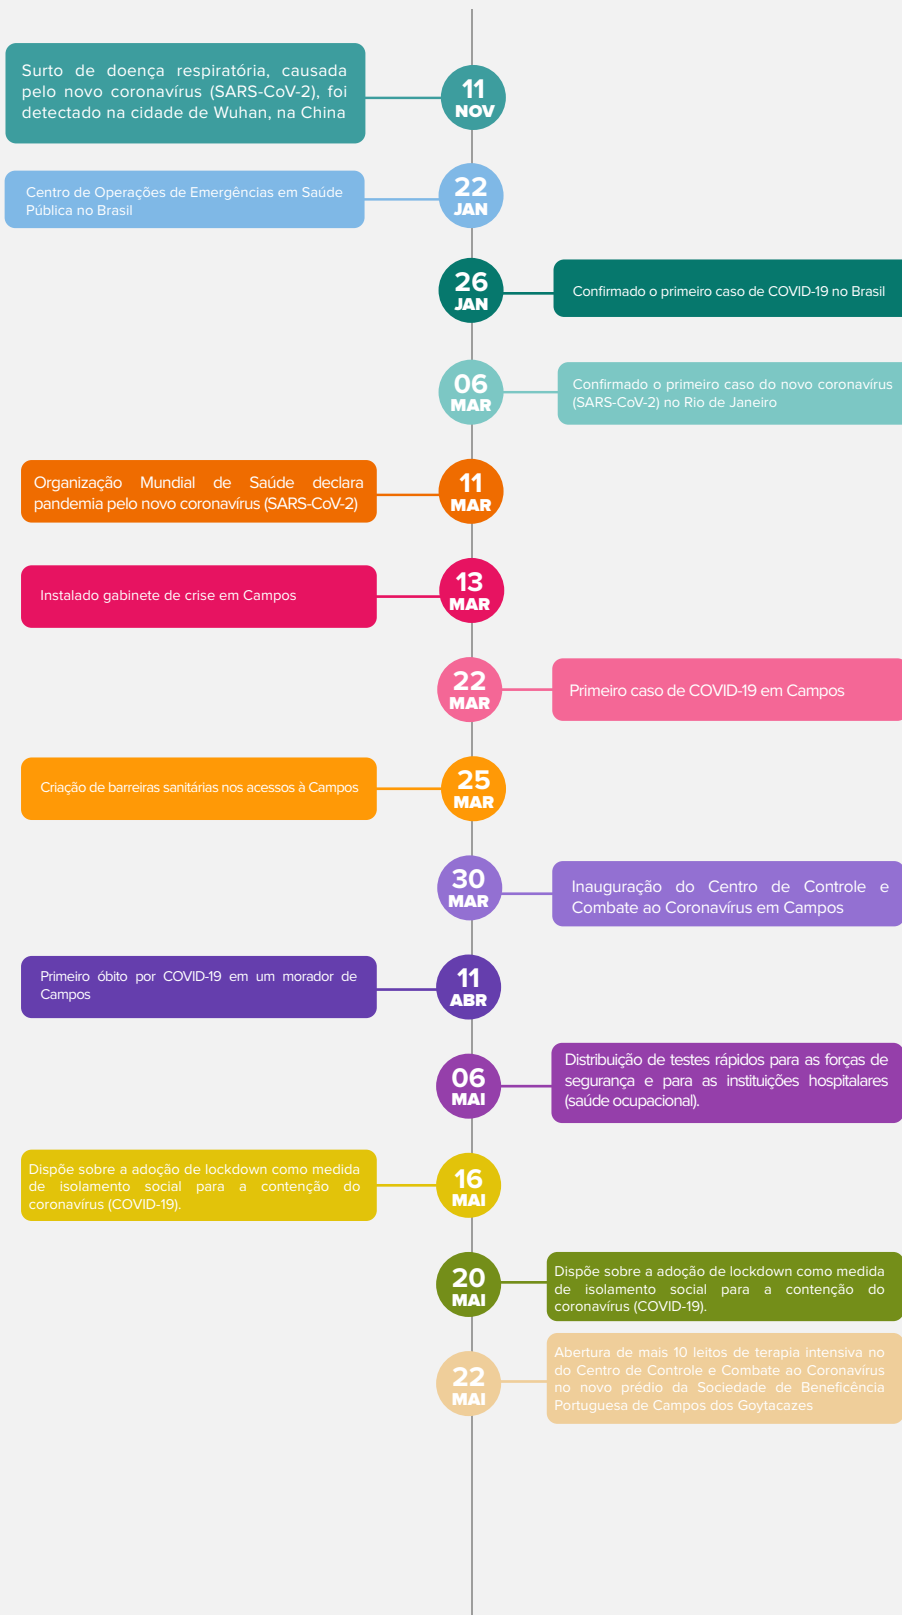 Surto de doença respiratória, causada
pelo novo coronavírus (SARS-CoV-2), foi
detectado na cidade de Wuhan, na China
11
NOV
Centro de Operações de Emergências em Saúde
Pública no Brasil
22
JAN
26
JAN
Confirmado o primeiro caso de COVID-19 no Brasil
06
MAR
Confirmado o primeiro caso do novo coronavírus
(SARS-CoV-2) no Rio de Janeiro
Organização Mundial de Saúde declara
pandemia pelo novo coronavírus (SARS-CoV-2)
11
MAR
Instalado gabinete de crise em Campos
13
MAR
22
MAR
Primeiro caso de COVID-19 em Campos
Criação de barreiras sanitárias nos acessos à Campos
25
MAR
30
MAR
Inauguração do Centro de Controle e
Combate ao Coronavírus em Campos
Primeiro óbito por COVID-19 em um morador de
Campos
11
ABR
06
MAI
Distribuição de testes rápidos para as forças de
segurança e para as instituições hospitalares
(saúde ocupacional).
Dispõe sobre a adoção de lockdown como medida
de isolamento social para a contenção do
coronavírus (COVID-19).
16
MAI
20
MAI
Dispõe sobre a adoção de lockdown como medida
de isolamento social para a contenção do
coronavírus (COVID-19).
22
MAI
Abertura de mais 10 leitos de terapia intensiva no
do Centro de Controle e Combate ao Coronavírus
no novo prédio da Sociedade de Beneficência
Portuguesa de Campos dos Goytacazes